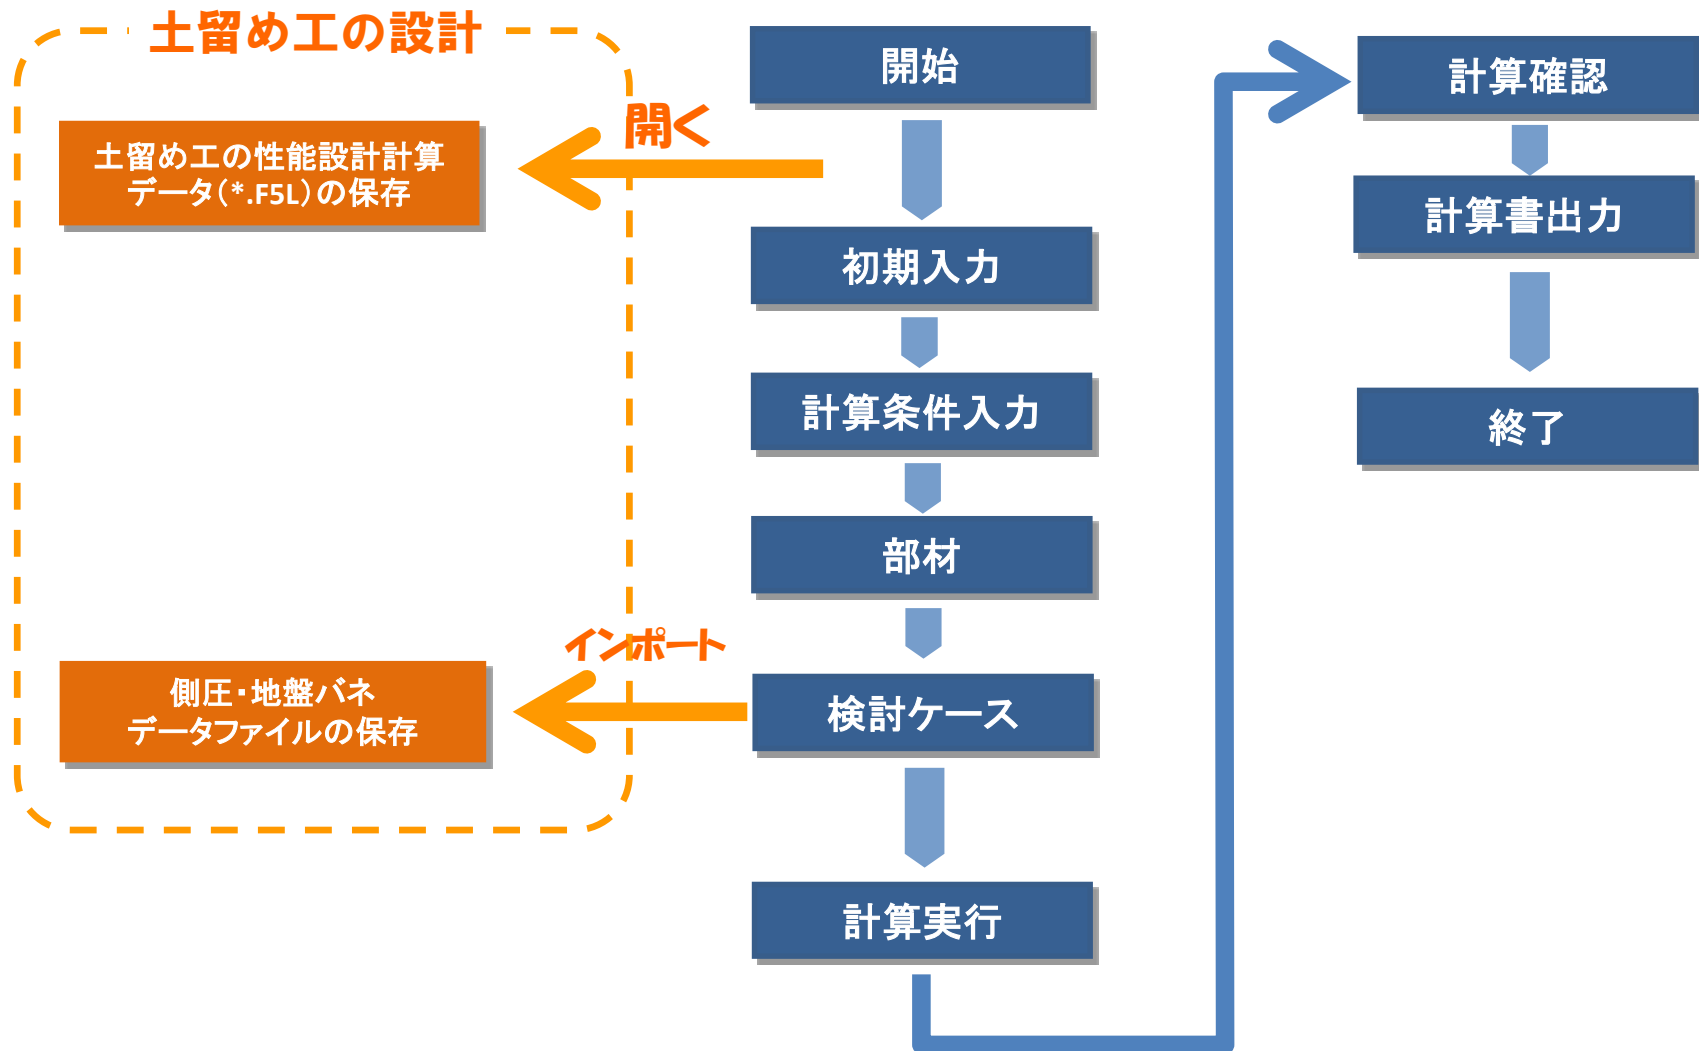 土留め工の設計
開く
土留め工の性能設計計算
データ(*.F5L)の保存
インポート
側圧・地盤バネ
データファイルの保存
開始
初期入力
計算条件入力
部材
検討ケース
計算実行
計算確認
計算書出力
終了